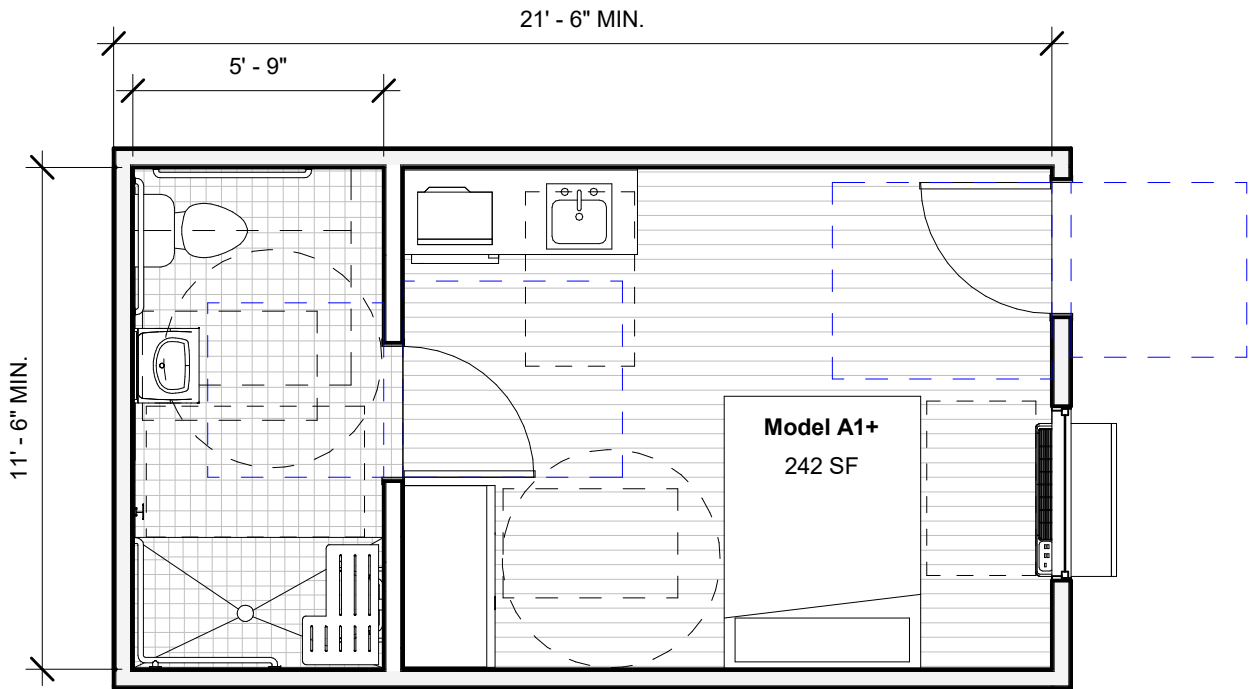 21' - 6" MIN.
5' - 9"
11' - 6" MIN.
Model A1+
242 SF